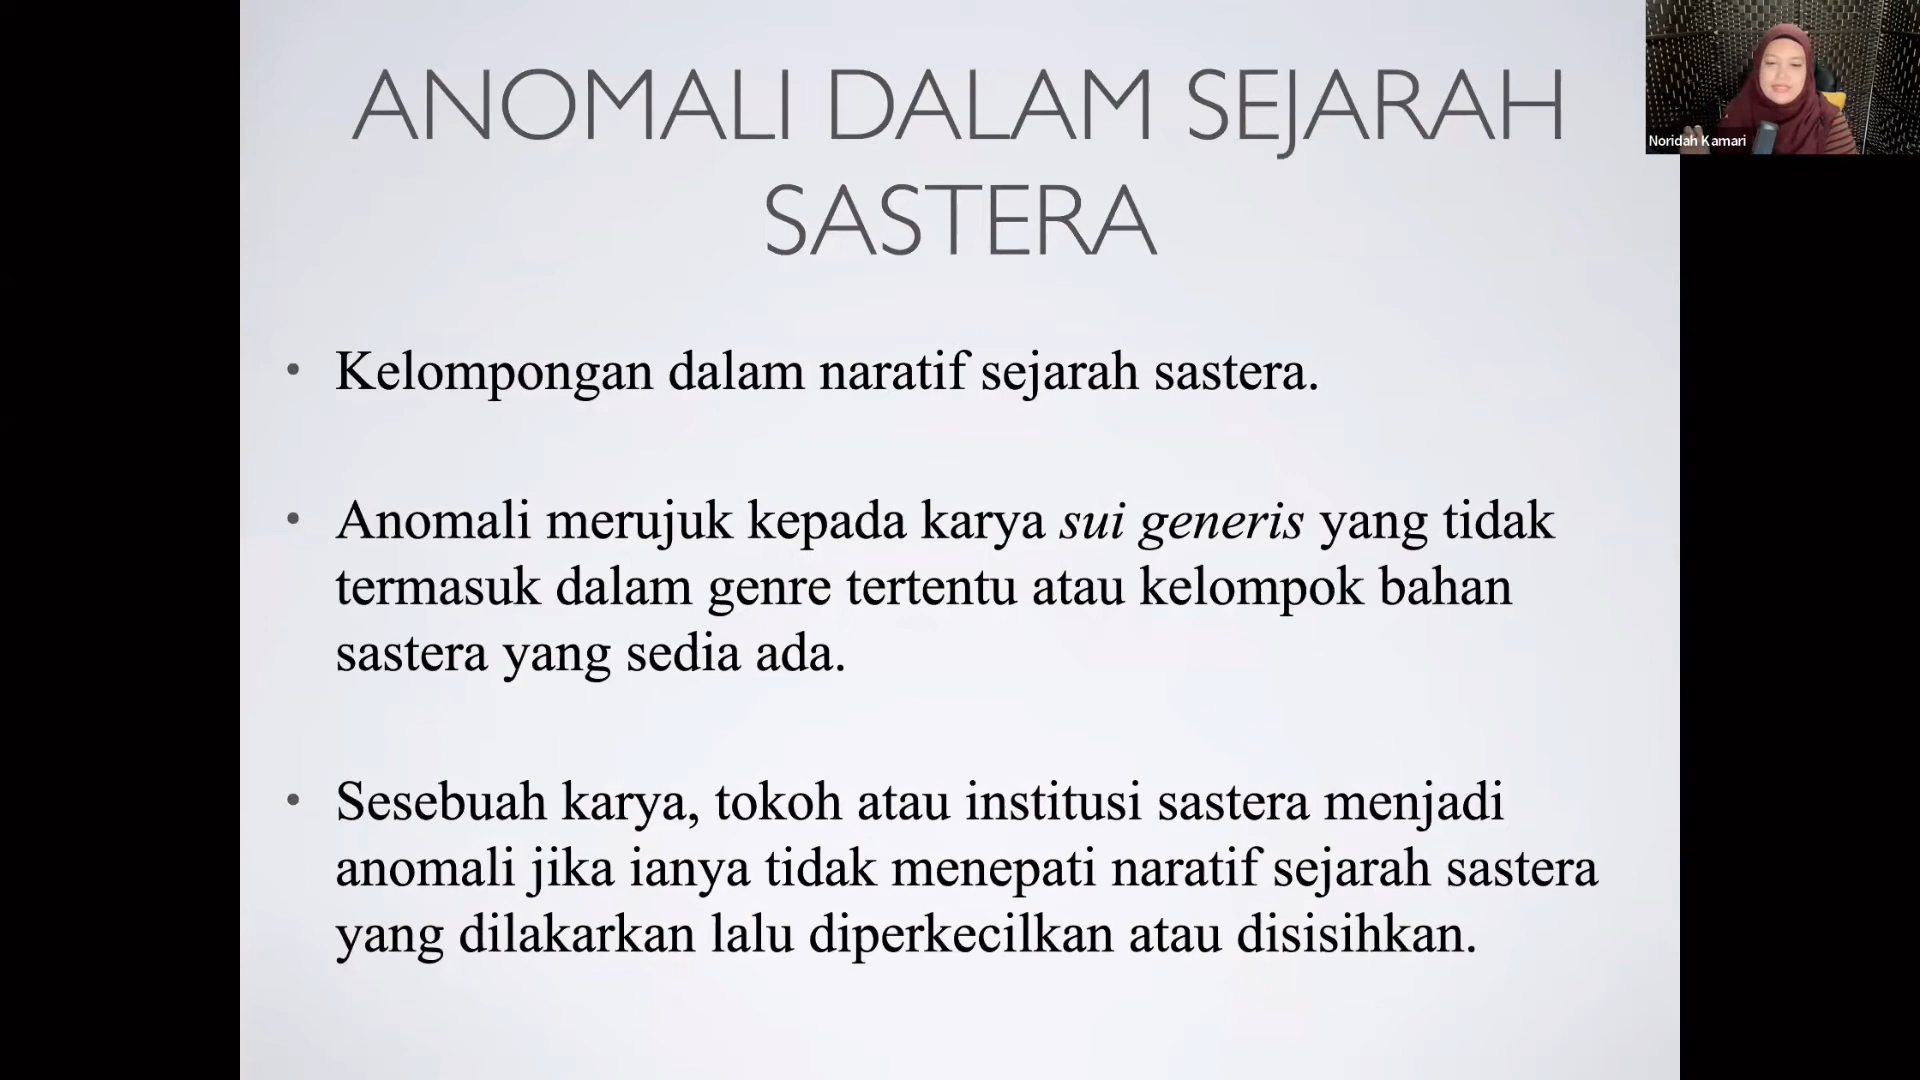 ANOMALI DALAM SEJARAH
SASTERA
Noridah Kamari
• Kelompongan dalam naratif sejarah sastera.
• Anomali merujuk kepada karya sui generis yang tidak
termasuk dalam genre tertentu atau kelompok bahan
sastera yang sedia ada.
• Sesebuah karya, tokoh atau institusi sastera menjadi
anomali jika ianya tidak menepati naratif sejarah sastera
yang dilakarkan lalu diperkecilkan atau disisihkan.